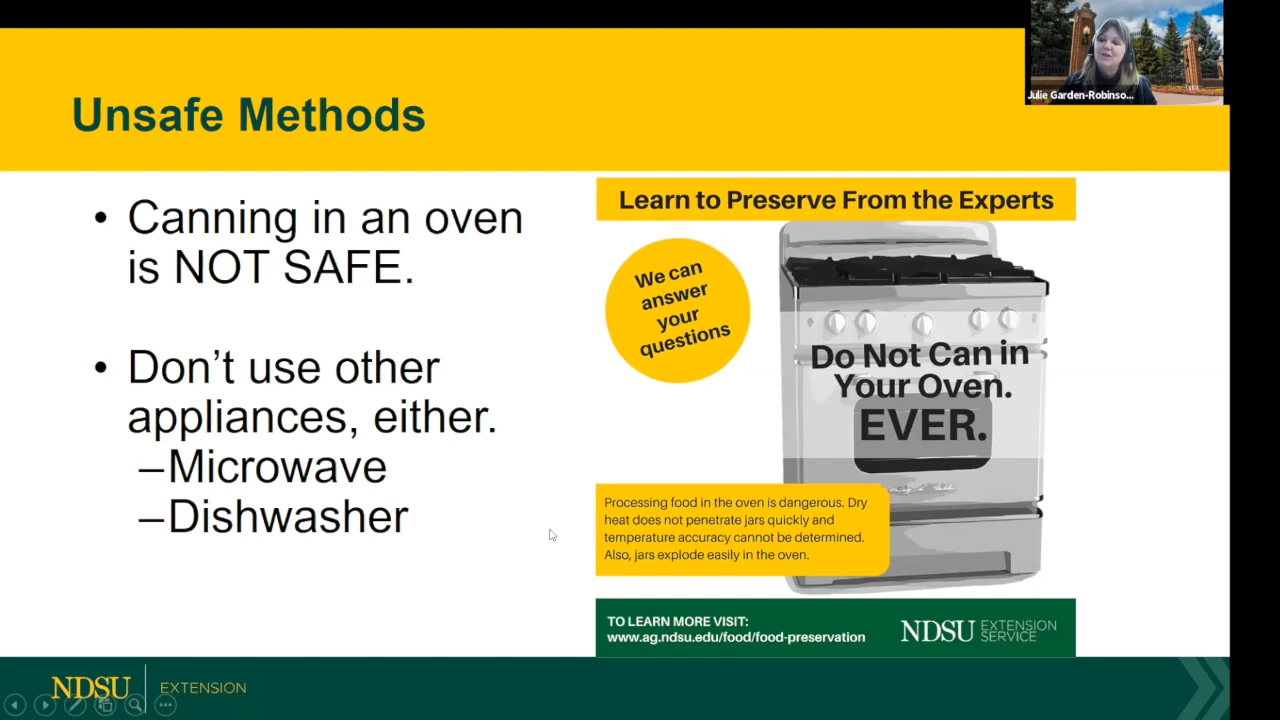 Unsafe Methods
Julie Garden-Robinso...
• Canning in an oven
is NOT SAFE.
• Don't use other
appliances, either.
–Microwave
–Dishwasher
Learn to Preserve From the Experts
We can
answer
your
questions
Do Not Can in
Your Oven.
EVER.
Processing food in the oven is dangerous. Dry
heat does not penetrate jars quickly and
temperature accuracy cannot be determined.
Also, jars explode easily in the oven.
TO LEARN MORE VISIT:
www.ag.ndsu.edu/food/food-preservation
NDSU EXTENSION
SERVICE
NDSU EXTENSION